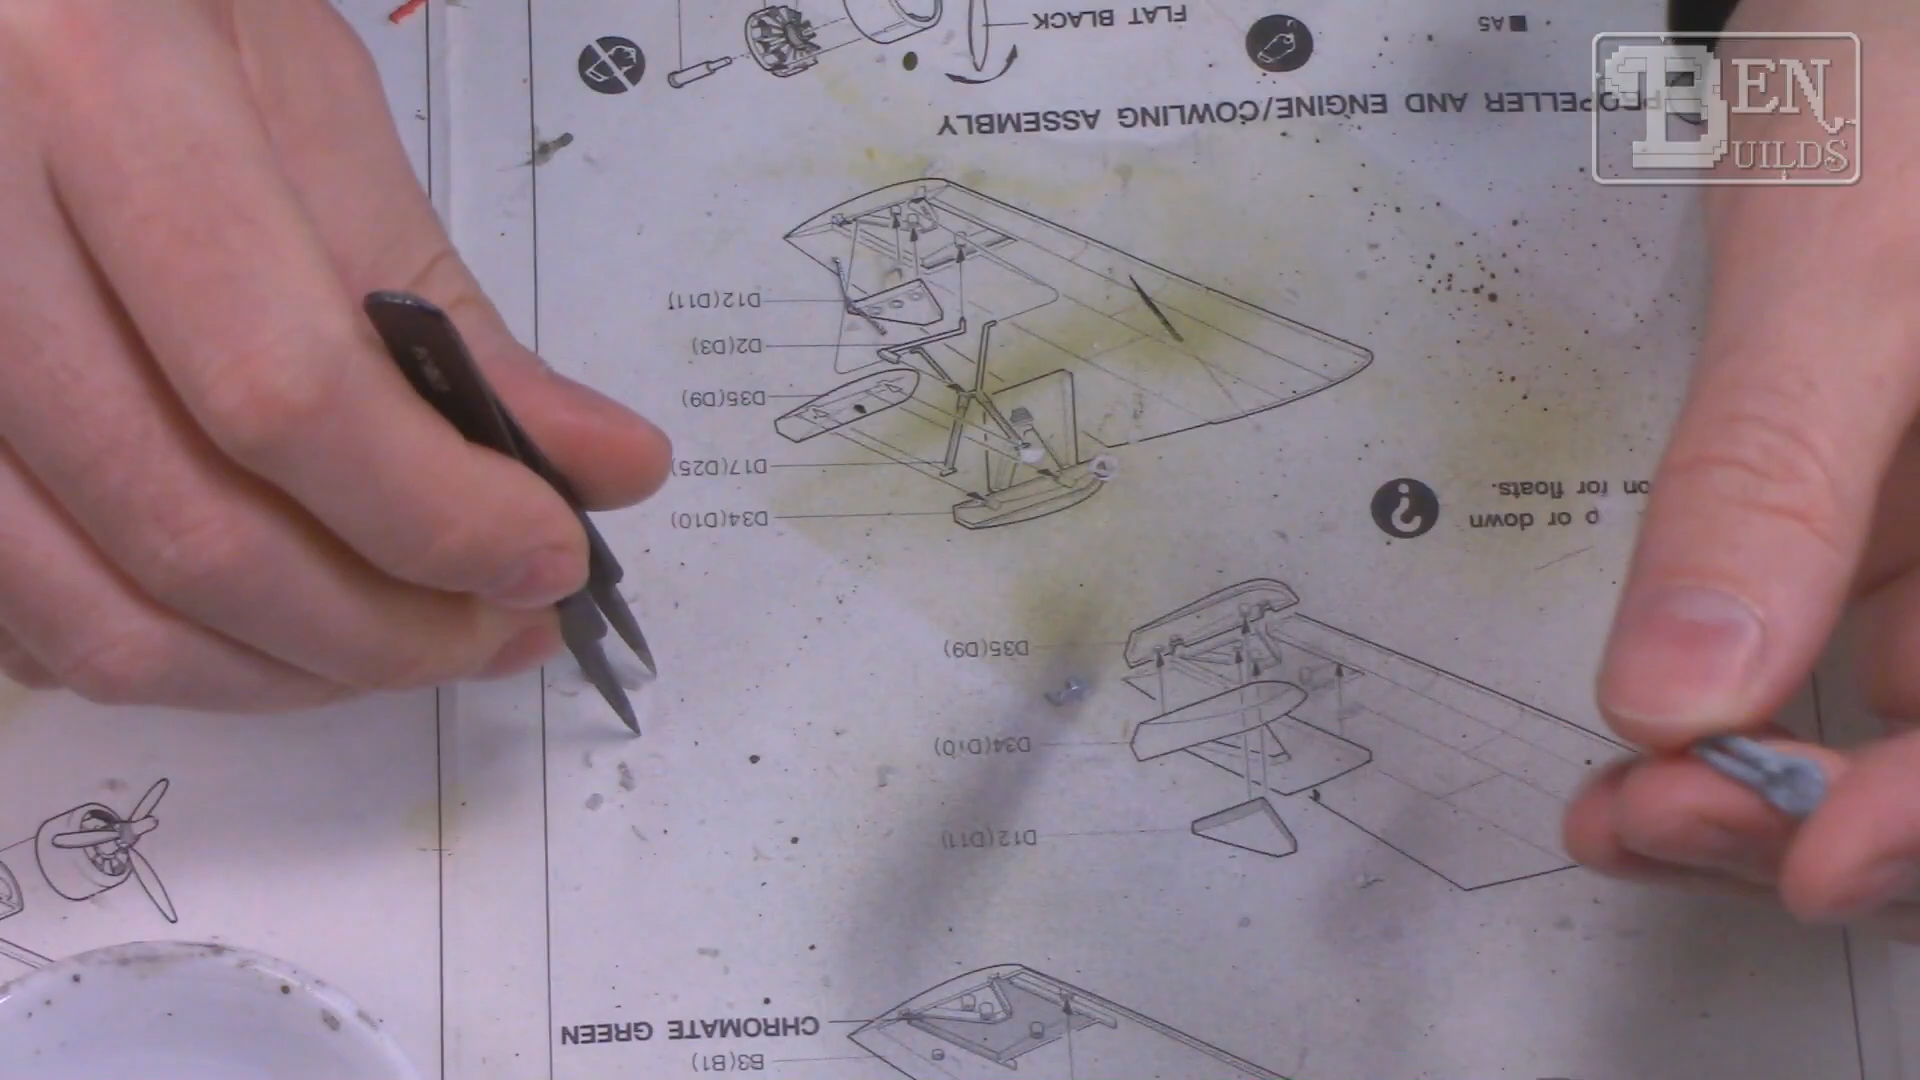 BEN
BUILDS
A5
FLAT BLACK
PROPELLER AND ENGINE/COWLING ASSEMBLY
D12(D11)
D2(D3)
D35(D9)
D17(D25)
D34(D10)
or down
for floats.
D35(D9)
D34(D10)
D12(D11)
CHROMATE GREEN
B3(B1)